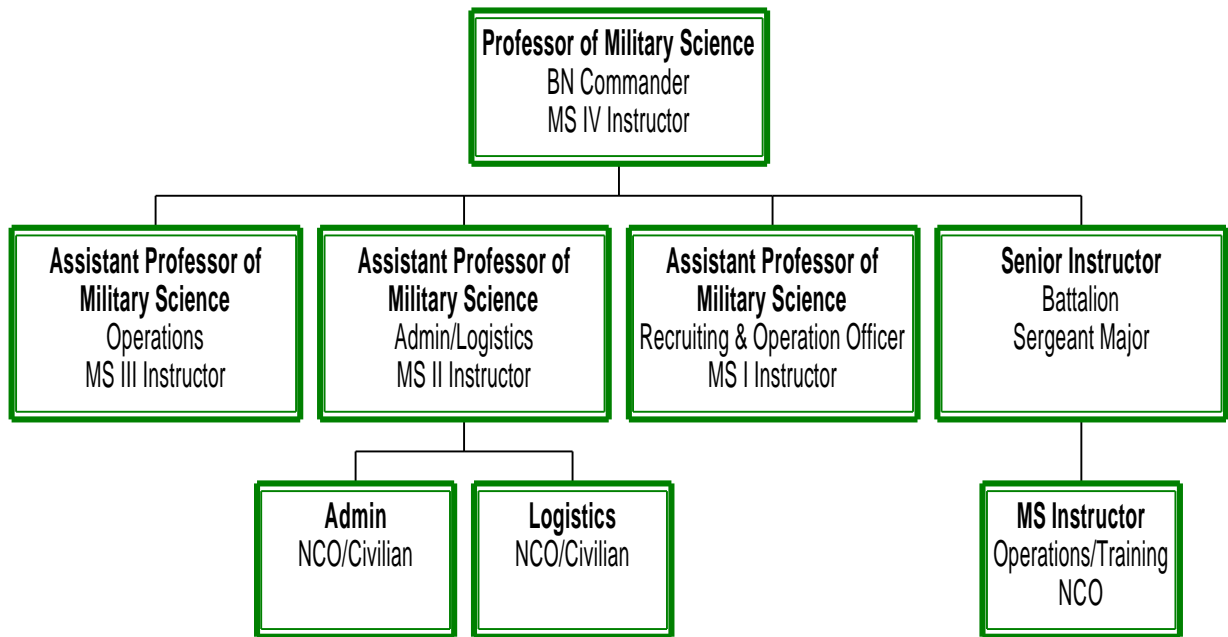 Professor of Military Science
BN Commander
MS IV Instructor
Assistant Professor of
Military Science
Operations
MS III Instructor
Assistant Professor of
Military Science
Admin/Logistics
MS II Instructor
Assistant Professor of
Military Science
Recruiting & Operation Officer
MS I Instructor
Senior Instructor
Battalion
Sergeant Major
Admin
NCO/Civilian
Logistics
NCO/Civilian
MS Instructor
Operations/Training
NCO